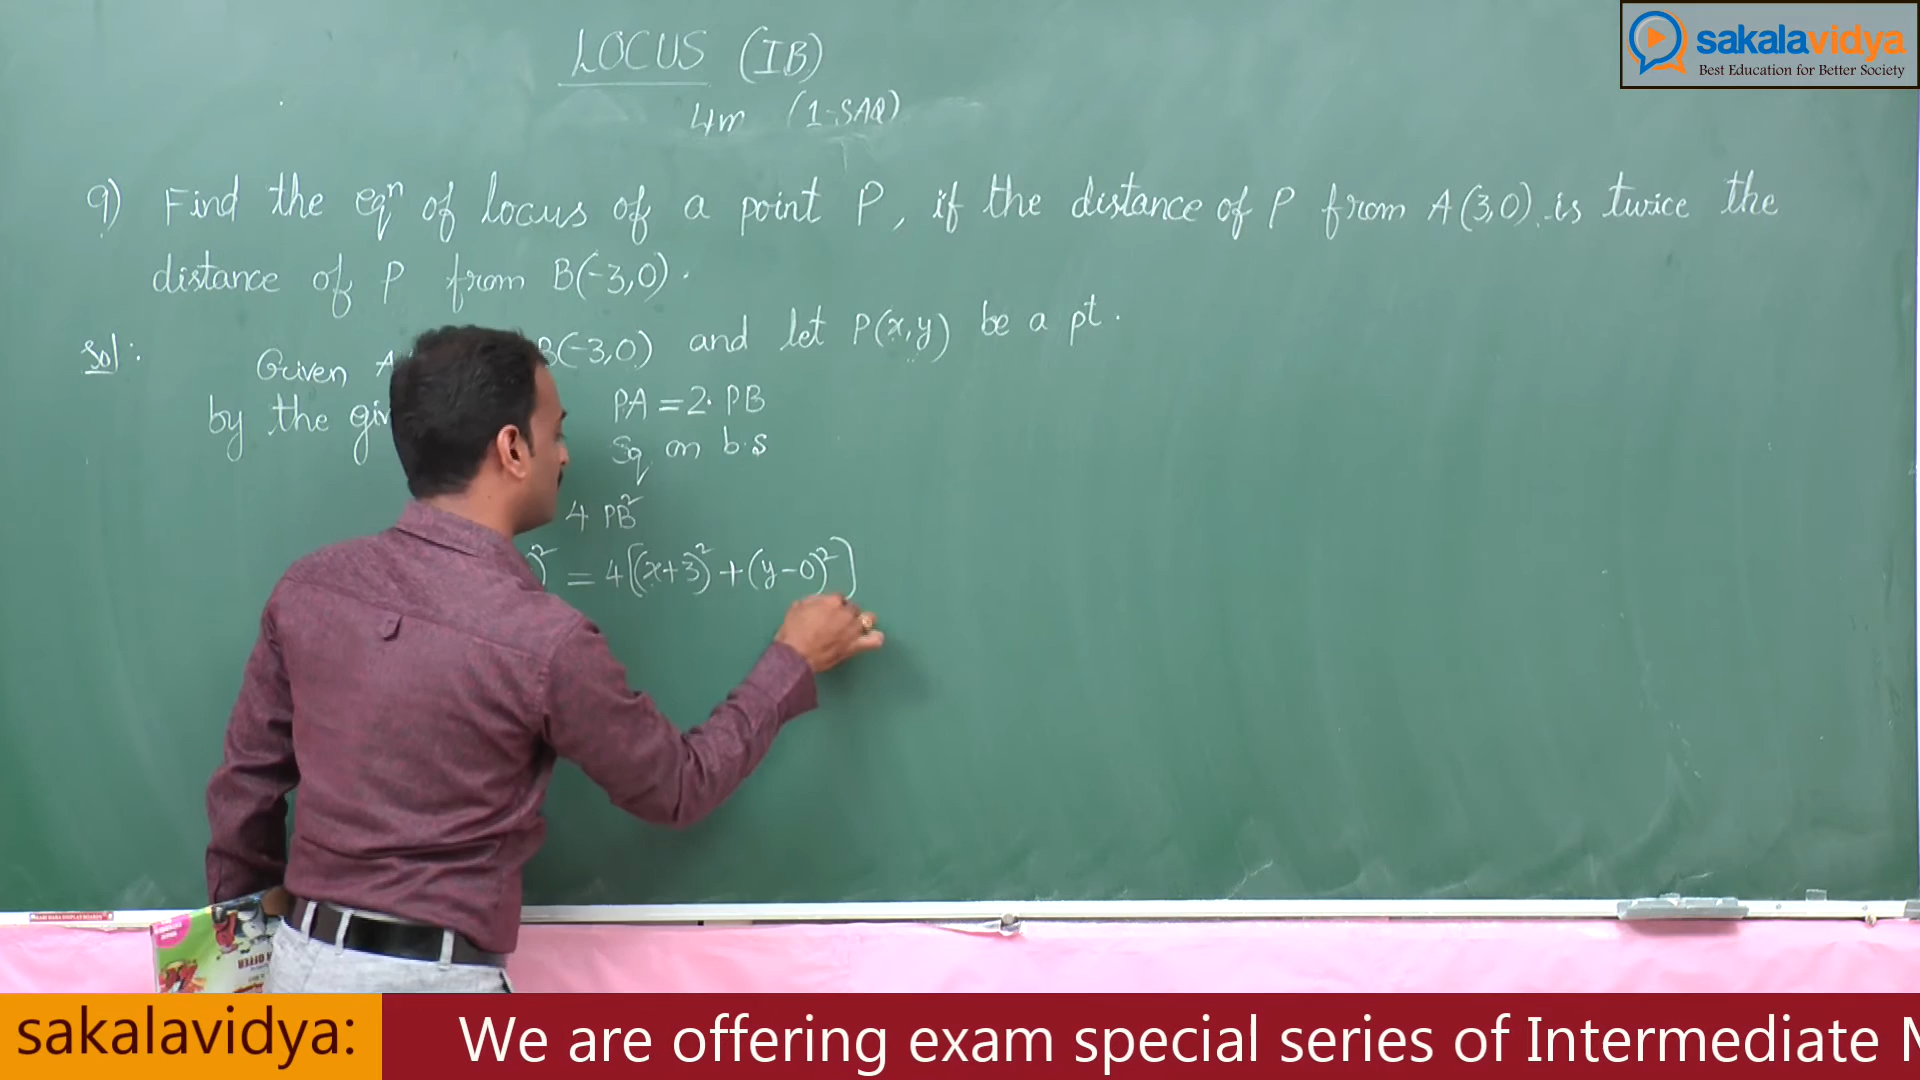 LOCUS (IB)
4m (1-SAQ)
sakalavidya
Best Education for Better Society
9) Find the eqⁿ of locus of a point P, if the distance of P from A(3,0) is twice the
distance of P from B(-3,0).
Sol: Given A B(-3,0) and let P(x,y) be a pt.
by the giv PA = 2. PB
Sq on b.s
4 PB²
)² = 4[(x+3)² + (y-0)²]
sakalavidya: We are offering exam special series of Intermediate M